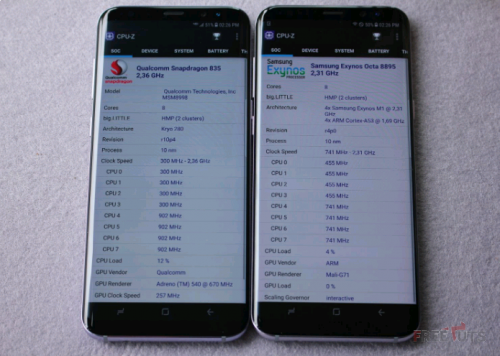 91% 02:26 PM
CPU-Z
SOC DEVICE SYSTEM BATTERY
Qualcomm snapdragon
Qualcomm Snapdragon 835
2,36 GHz
Model Qualcomm Technologies, Inc
MSM8998
Cores 8
big.LITTLE HMP (2 clusters)
Architecture Kryo 280
Revision r10p4
Process 10 nm
Clock Speed 300 MHz - 2,36 GHz
CPU 0 300 MHz
CPU 1 300 MHz
CPU 2 300 MHz
CPU 3 300 MHz
CPU 4 902 MHz
CPU 5 902 MHz
CPU 6 902 MHz
CPU 7 902 MHz
CPU Load 12 %
GPU Vendor Qualcomm
GPU Renderer Adreno (TM) 540 @ 670 MHz
GPU Clock Speed 257 MHz
02:26 PM
CPU-Z
SOC DEVICE SYSTEM BATTERY
SAMSUNG
Exynos
Samsung Exynos Octa 8895
2,31 GHz
Cores 8
big.LITTLE HMP (2 clusters)
Architecture 4x Samsung Exynos M1 @ 2,31 GHz
4x ARM Cortex-A53 @ 1,69 GHz
Revision r4p0
Process 10 nm
Clock Speed 741 MHz - 2,31 GHz
CPU 0 455 MHz
CPU 1 455 MHz
CPU 2 455 MHz
CPU 3 455 MHz
CPU 4 741 MHz
CPU 5 741 MHz
CPU 6 741 MHz
CPU 7 741 MHz
CPU Load 4 %
GPU Vendor ARM
GPU Renderer Mali-G71
GPU Load 0 %
Scaling Governor interactive